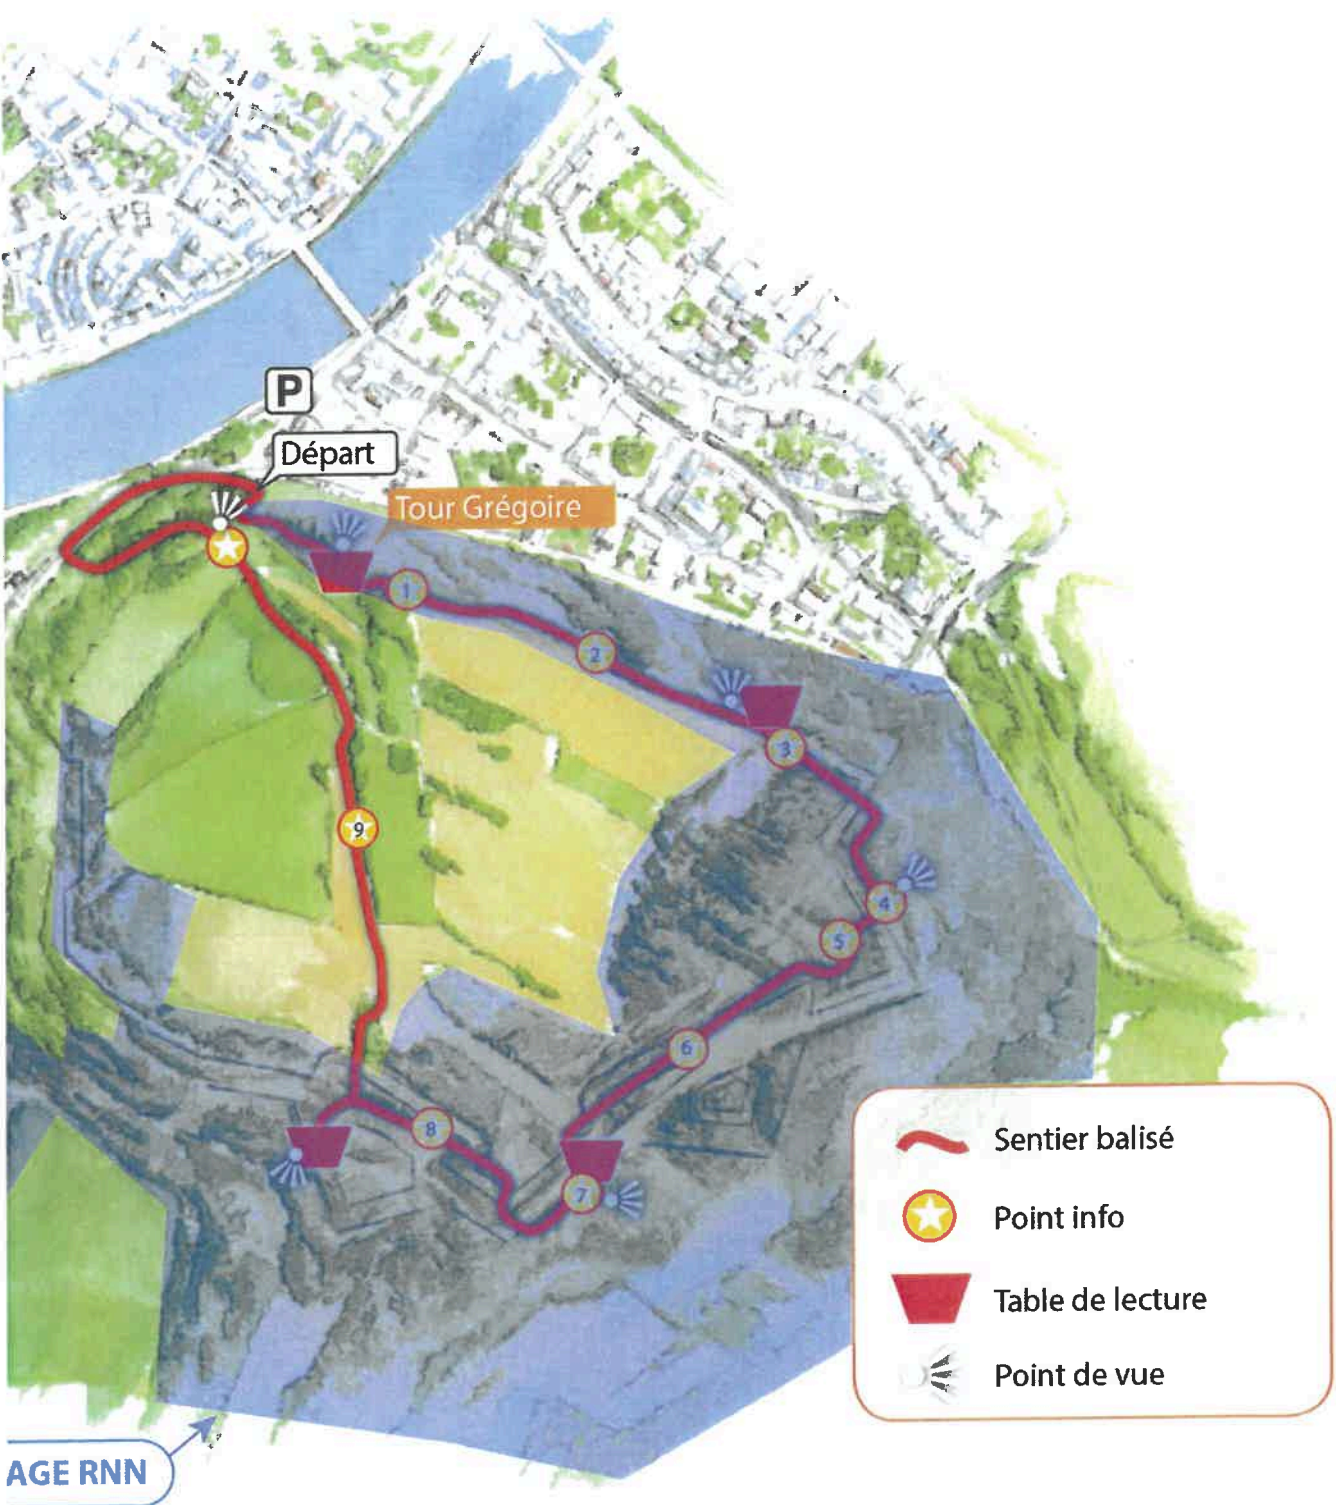 P
Départ
Tour Grégoire
1
2
3
9
4
5
6
8
7
Sentier balisé
Point info
Table de lecture
Point de vue
AGE RNN